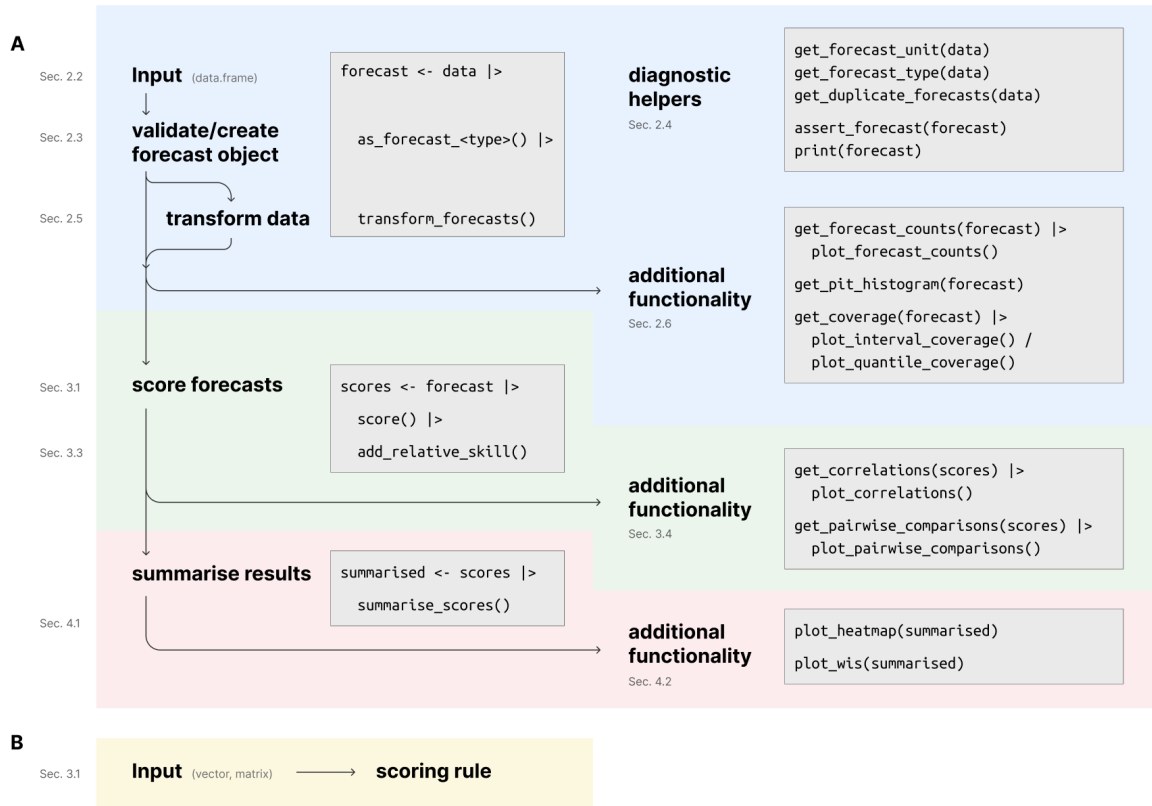 A
Sec. 2.2
Input (data.frame)
Sec. 2.3
validate/create
forecast object
Sec. 2.5
transform data
forecast <- data |>
as_forecast_<type>() |>
transform_forecasts()
diagnostic
helpers
Sec. 2.4
get_forecast_unit(data)
get_forecast_type(data)
get_duplicate_forecasts(data)
assert_forecast(forecast)
print(forecast)
additional
functionality
Sec. 2.6
get_forecast_counts(forecast) |>
plot_forecast_counts()
get_pit_histogram(forecast)
get_coverage(forecast) |>
plot_interval_coverage() /
plot_quantile_coverage()
Sec. 3.1
score forecasts
Sec. 3.3
scores <- forecast |>
score() |>
add_relative_skill()
additional
functionality
Sec. 3.4
get_correlations(scores) |>
plot_correlations()
get_pairwise_comparisons(scores) |>
plot_pairwise_comparisons()
summarise results
Sec. 4.1
summarised <- scores |>
summarise_scores()
additional
functionality
Sec. 4.2
plot_heatmap(summarised)
plot_wis(summarised)
B
Sec. 3.1
Input (vector, matrix)
scoring rule